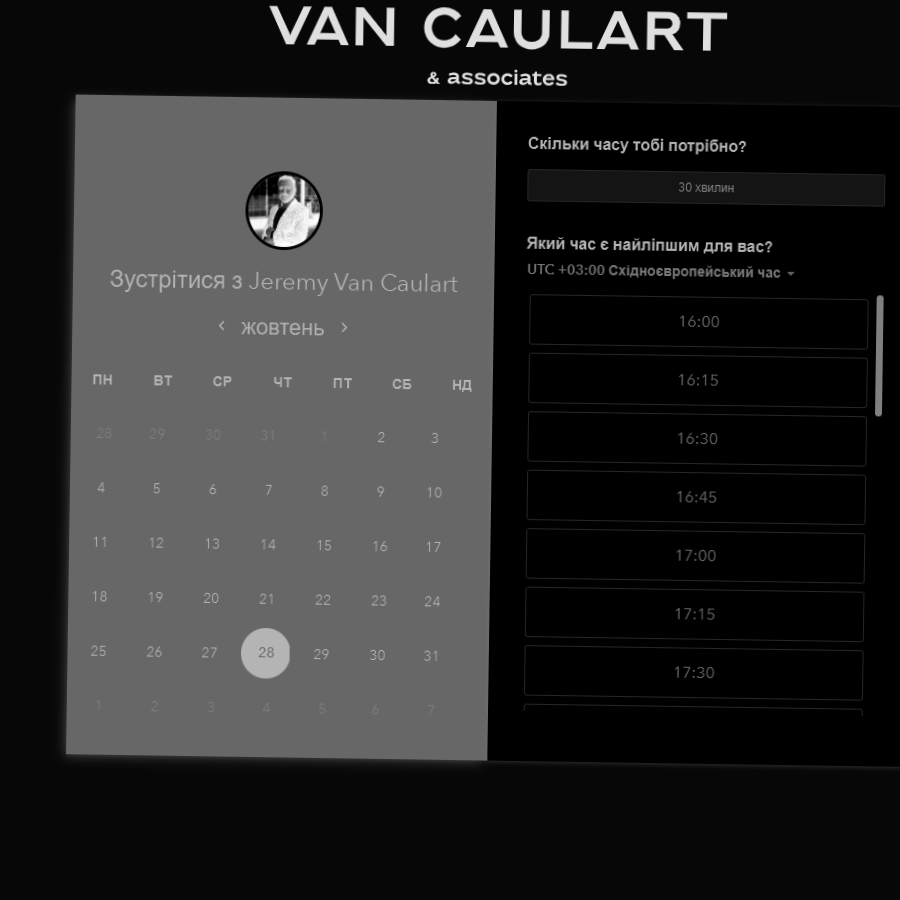 VAN CAULART
& associates
Зустрітися з Jeremy Van Caulart
жовтень
ПН ВТ СР ЧТ ПТ СБ НД
28 29 30 31 1 2 3
4 5 6 7 8 9 10
11 12 13 14 15 16 17
18 19 20 21 22 23 24
25 26 27 28 29 30 31
1 2 3 4 5 6 7
Скільки часу тобі потрібно?
30 хвилин
Який час є найліпшим для вас?
UTC +03:00 Східноєвропейський час
16:00
16:15
16:30
16:45
17:00
17:15
17:30